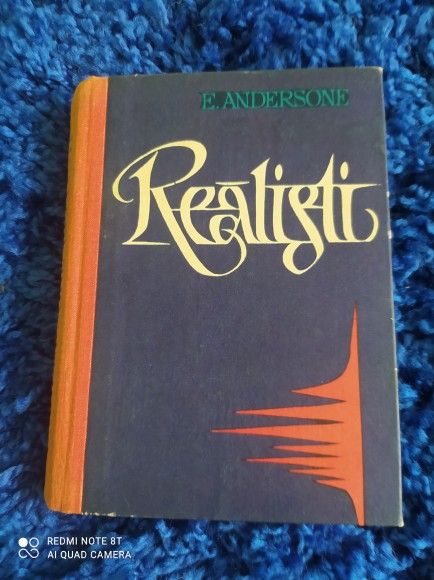 E. ANDERSONE
Reālisti
REDMI NOTE 8T
AI QUAD CAMERA